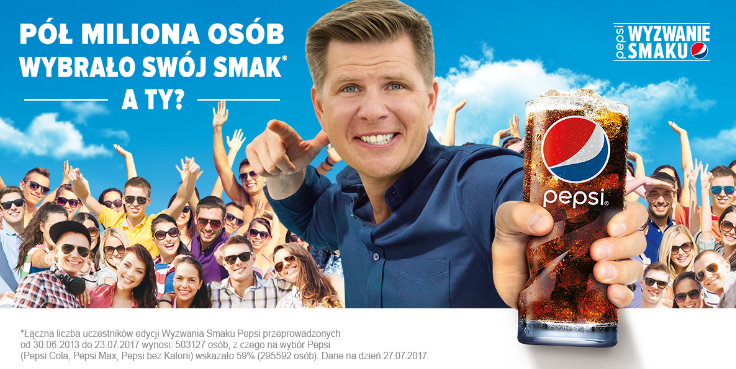 PÓŁ MILIONA OSÓB
WYBRAŁO SWÓJ SMAK*
A TY?
pepsi WYZWANIE
SMAKU
pepsi
*Łączna liczba uczestników edycji Wyzwania Smaku Pepsi przeprowadzonych
od 30.06.2013 do 23.07.2017 wynosi: 503127 osób, z czego na wybór Pepsi
(Pepsi Cola, Pepsi Max, Pepsi bez Kalorii) wskazało 59% (295592 osób). Dane na dzień 27.07.2017.